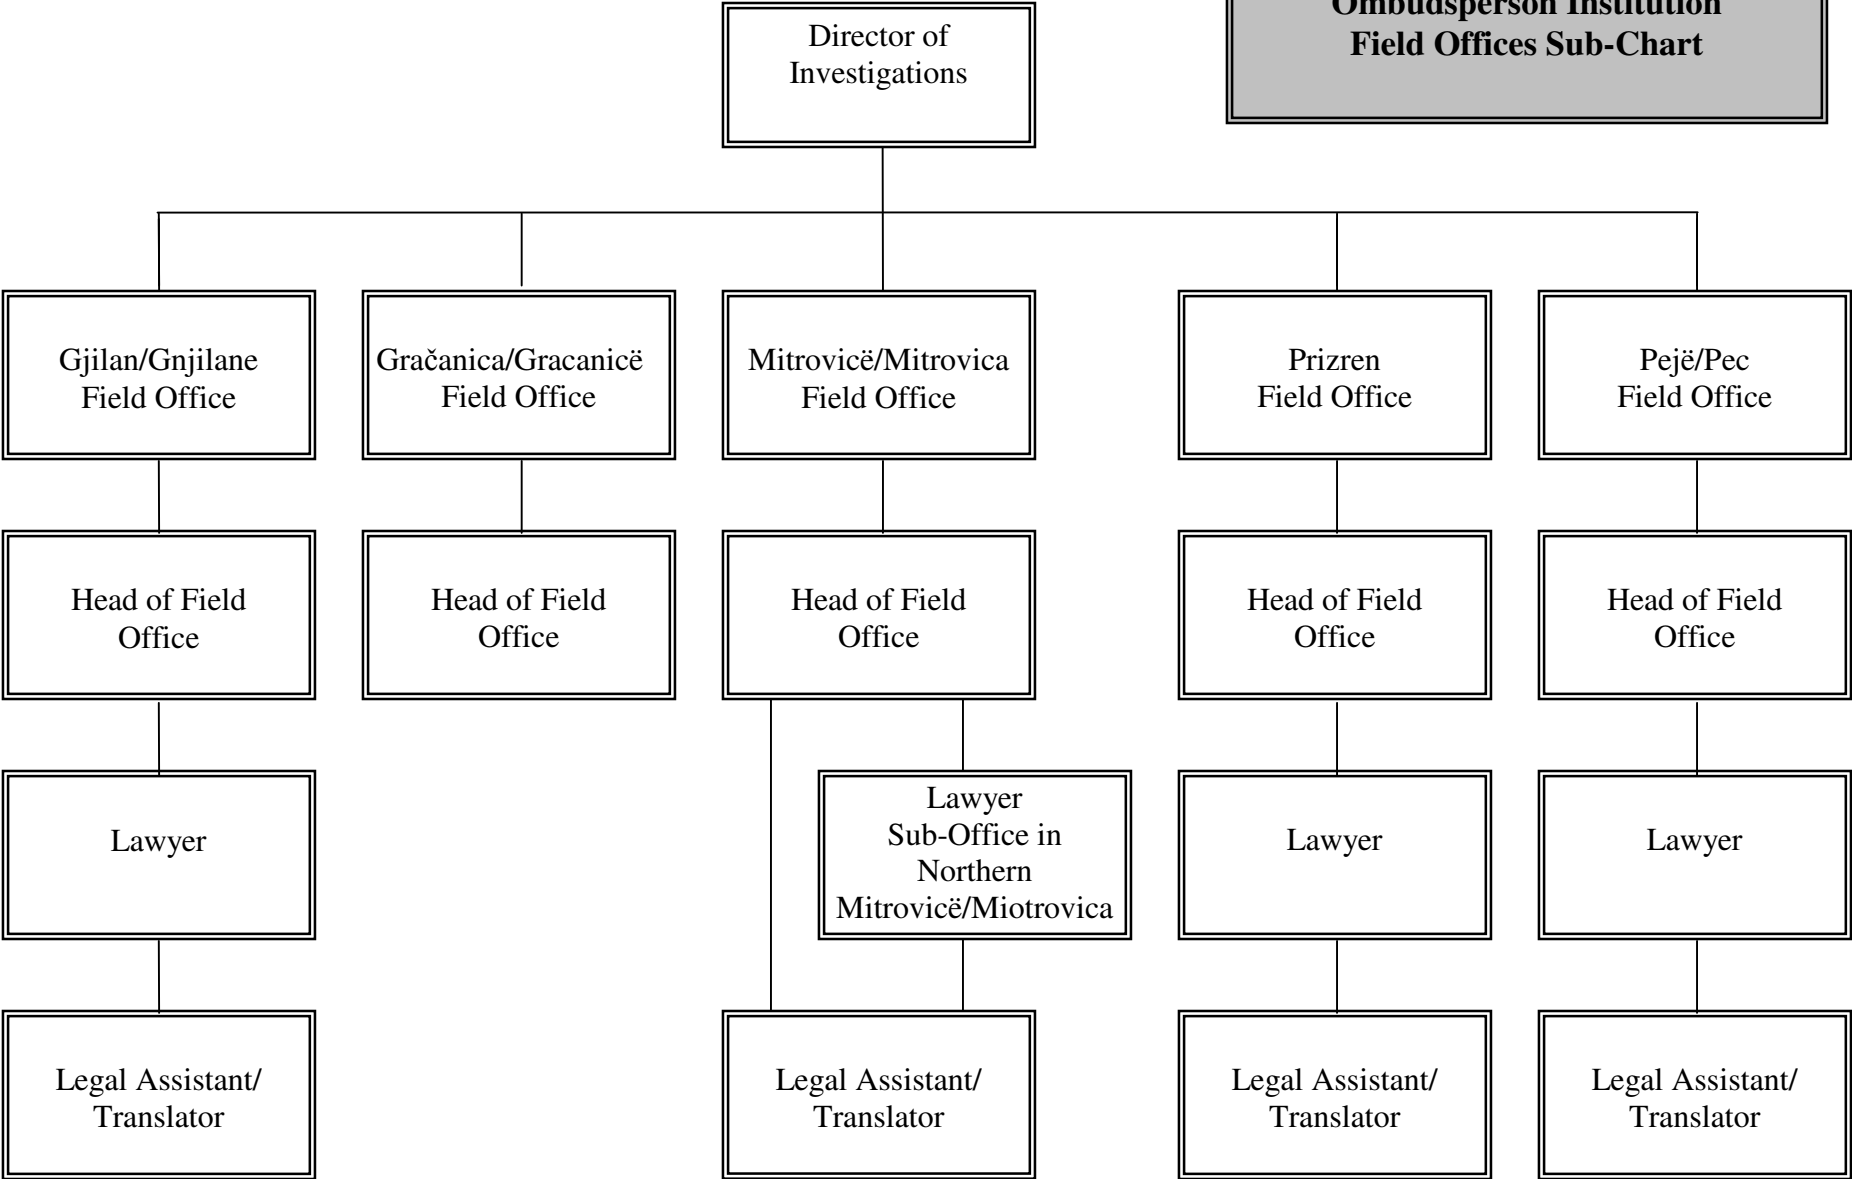 Ombudsperson Institution
Field Offices Sub-Chart
Director of
Investigations
Gjilan/Gnjilane
Field Office
Gračanica/Gracanicë
Field Office
Mitrovicë/Mitrovica
Field Office
Prizren
Field Office
Pejë/Pec
Field Office
Head of Field
Office
Head of Field
Office
Head of Field
Office
Head of Field
Office
Head of Field
Office
Lawyer
Lawyer
Sub-Office in
Northern
Mitrovicë/Miotrovica
Lawyer
Lawyer
Legal Assistant/
Translator
Legal Assistant/
Translator
Legal Assistant/
Translator
Legal Assistant/
Translator